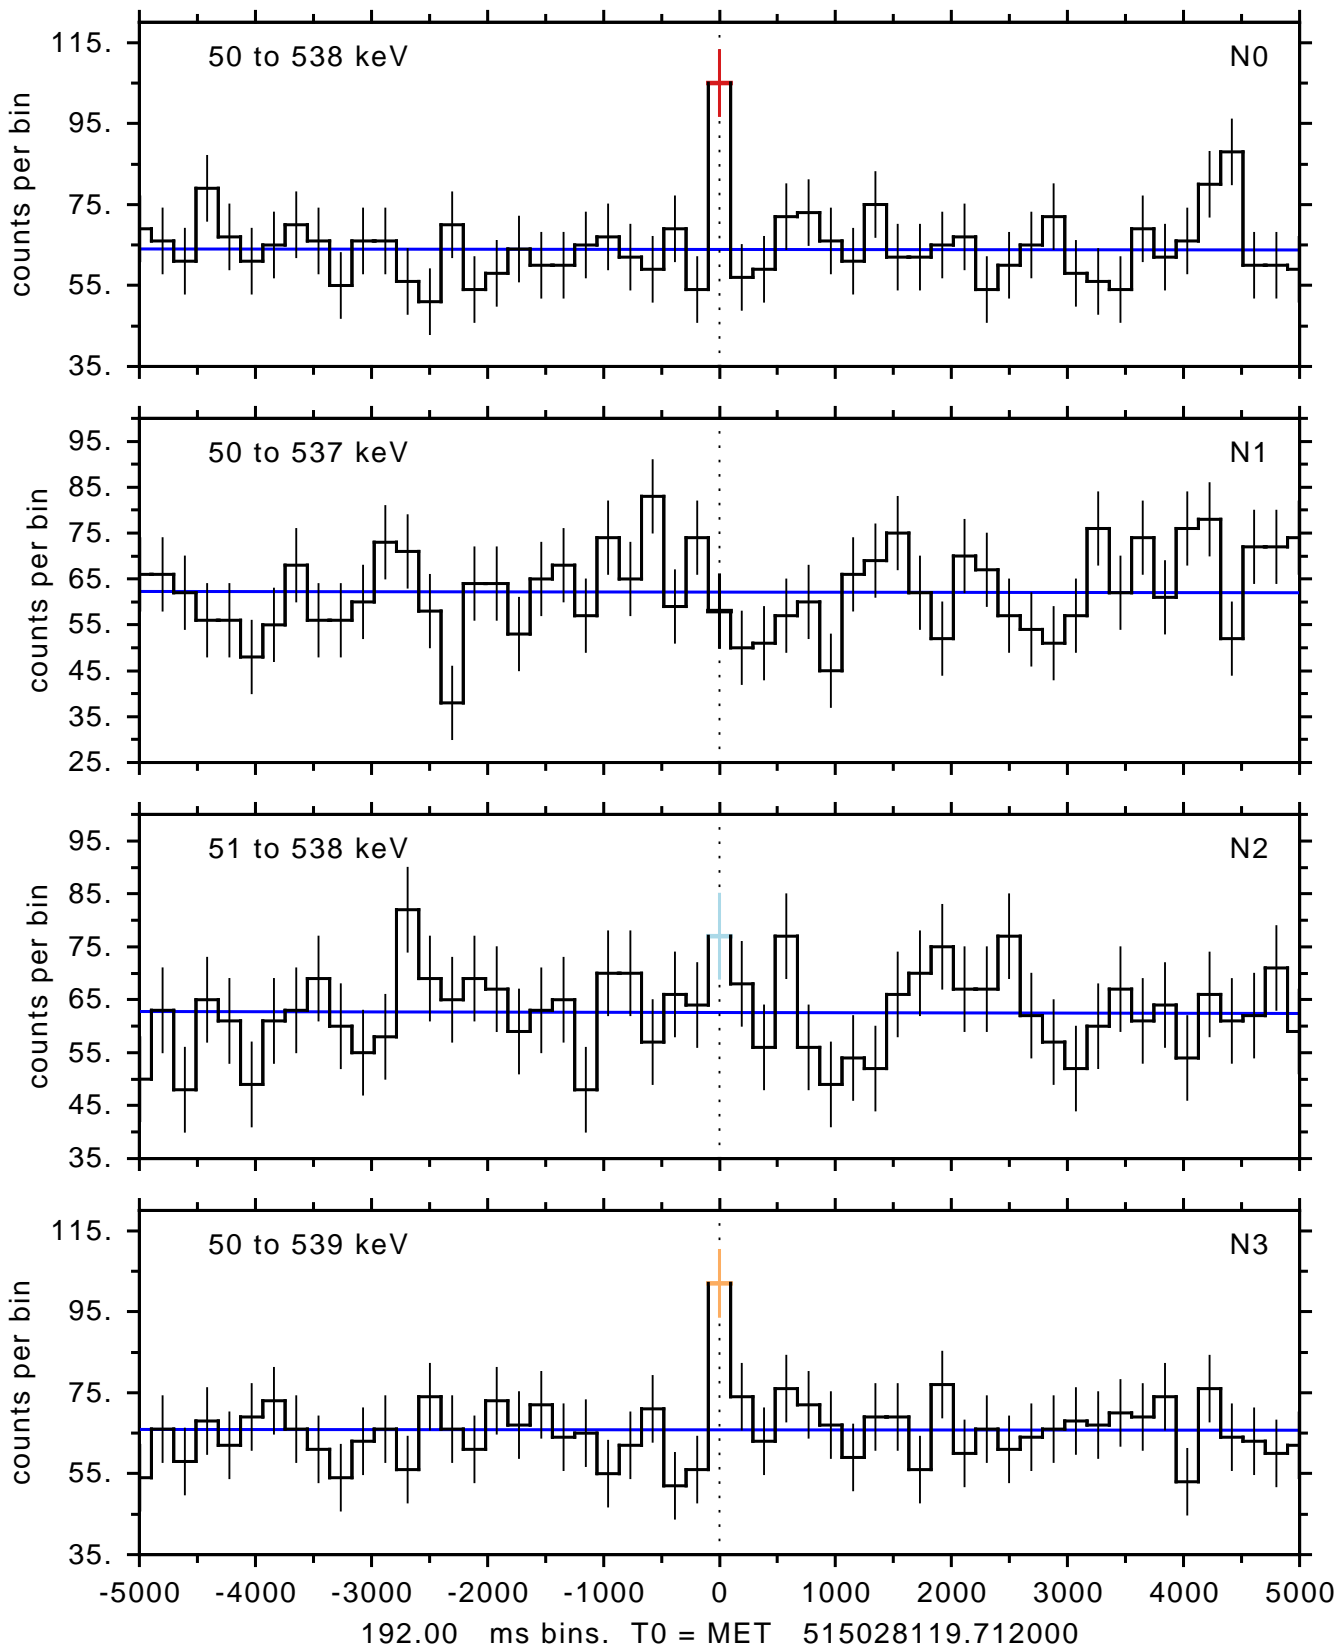 50 to 538 keV N0
115.
95.
75.
55.
35.
counts per bin
50 to 537 keV N1
95.
85.
75.
65.
55.
45.
35.
25.
counts per bin
51 to 538 keV N2
95.
85.
75.
65.
55.
45.
35.
counts per bin
50 to 539 keV N3
115.
95.
75.
55.
35.
counts per bin
-5000 -4000 -3000 -2000 -1000 0 1000 2000 3000 4000 5000
192.00 ms bins. T0 = MET 515028119.712000